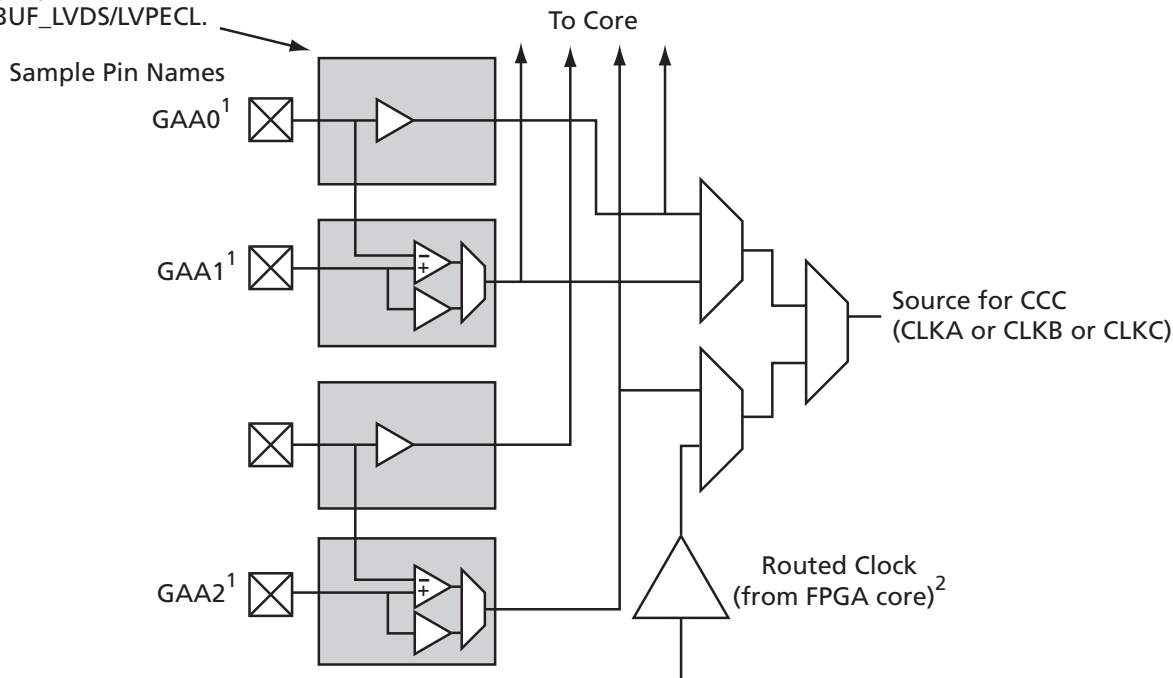 BUF_LVDS/LVPECL.
To Core
Sample Pin Names
GAA0¹
GAA1¹
+
Source for CCC
(CLKA or CLKB or CLKC)
GAA2¹
+
Routed Clock
(from FPGA core)²